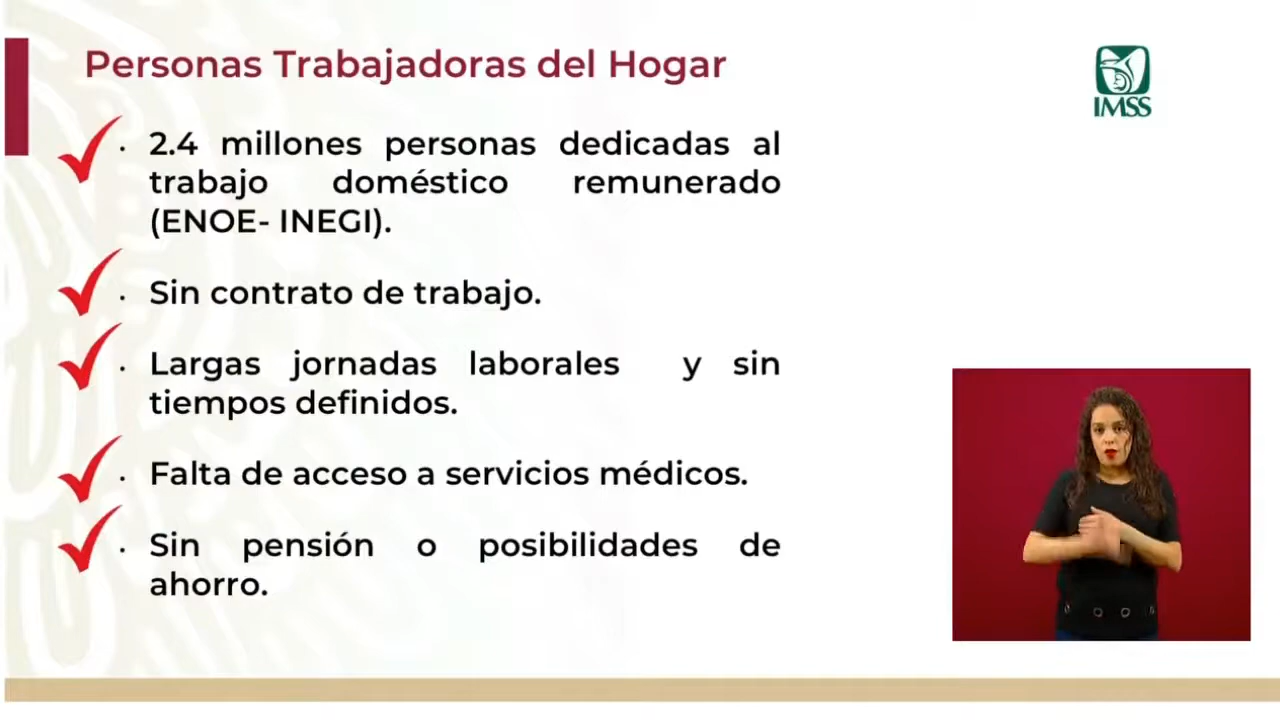 Personas Trabajadoras del Hogar
IMSS
· 2.4 millones personas dedicadas al
trabajo doméstico remunerado
(ENOE- INEGI).
· Sin contrato de trabajo.
· Largas jornadas laborales y sin
tiempos definidos.
· Falta de acceso a servicios médicos.
· Sin pensión o posibilidades de
ahorro.